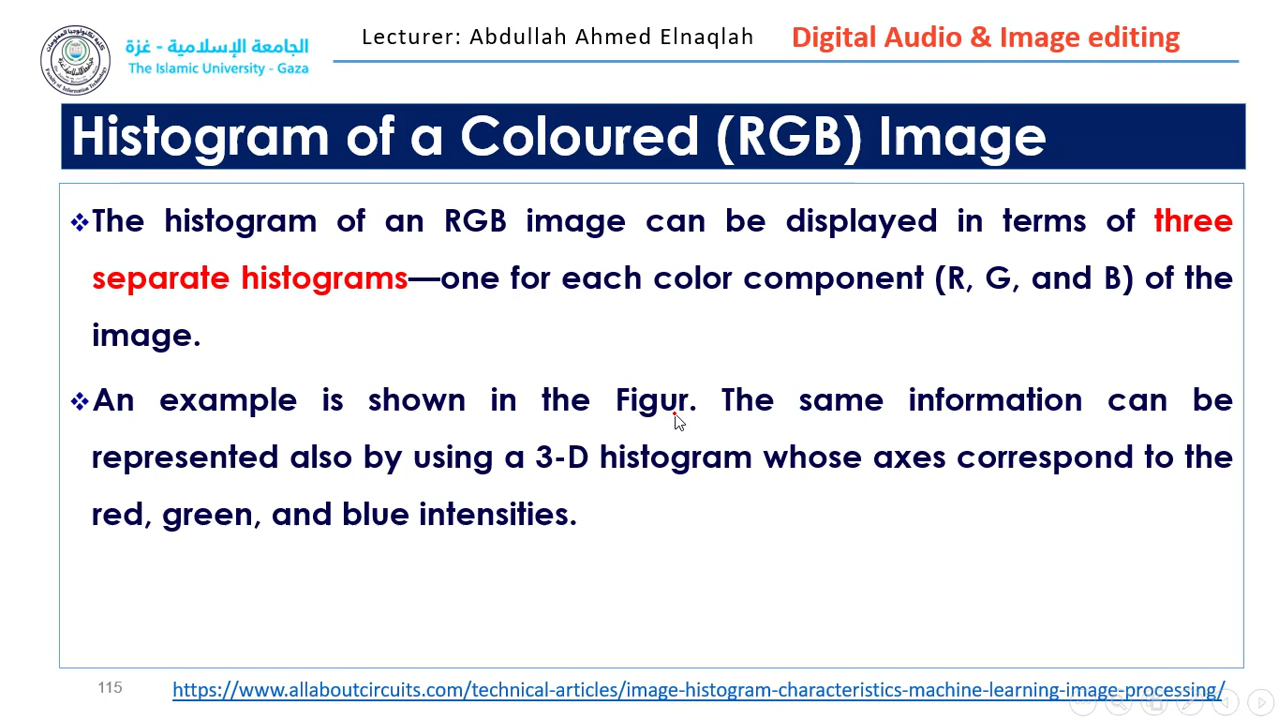 الجامعة الإسلامية - غزة
The Islamic University - Gaza
Lecturer: Abdullah Ahmed Elnaqlah
Digital Audio & Image editing
Histogram of a Coloured (RGB) Image
❖The histogram of an RGB image can be displayed in terms of three
separate histograms—one for each color component (R, G, and B) of the
image.
❖An example is shown in the Figur. The same information can be
represented also by using a 3-D histogram whose axes correspond to the
red, green, and blue intensities.
115
https://www.allaboutcircuits.com/technical-articles/image-histogram-characteristics-machine-learning-image-processing/